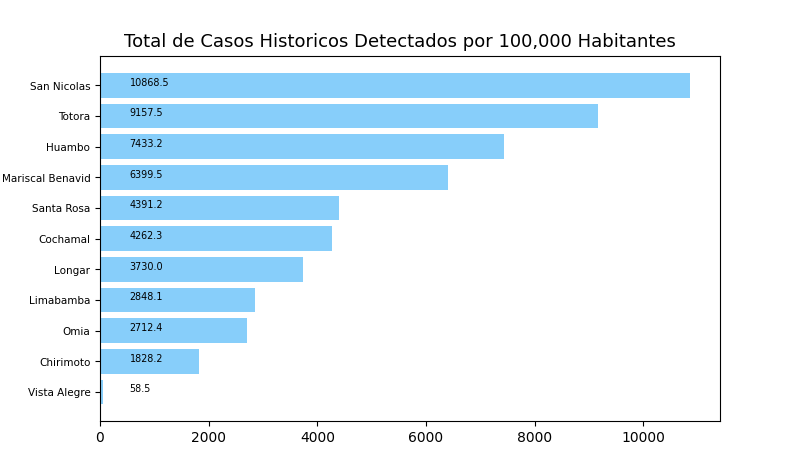 Total de Casos Historicos Detectados por 100,000 Habitantes
San Nicolas 10868.5
Totora 9157.5
Huambo 7433.2
Mariscal Benavid 6399.5
Santa Rosa 4391.2
Cochamal 4262.3
Longar 3730.0
Limabamba 2848.1
Omia 2712.4
Chirimoto 1828.2
Vista Alegre 58.5
0 2000 4000 6000 8000 10000